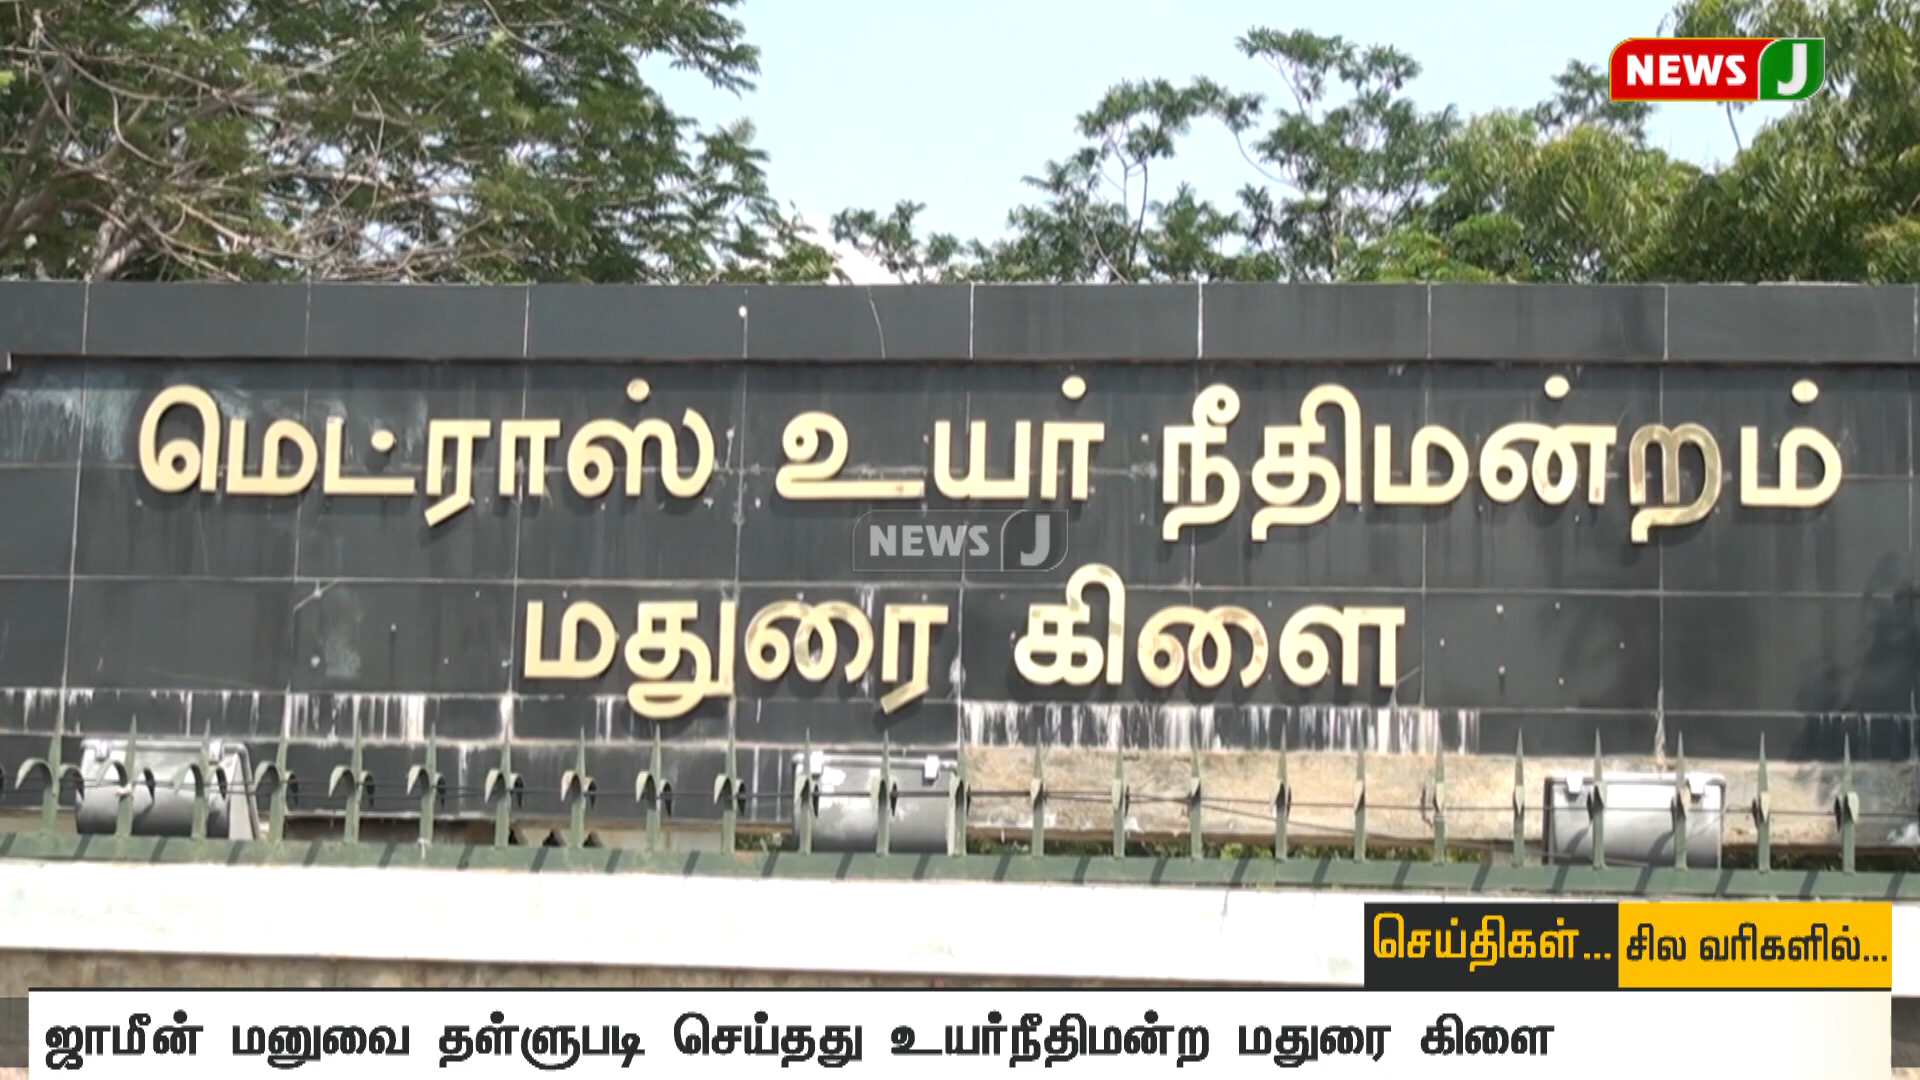 NEWS J
மெட்ராஸ் உயர் நீதிமன்றம்
NEWS J
மதுரை கிளை
செய்திகள்... சில வரிகளில்...
ஜாமீன் மனுவை தள்ளுபடி செய்தது உயர்நீதிமன்ற மதுரை கிளை